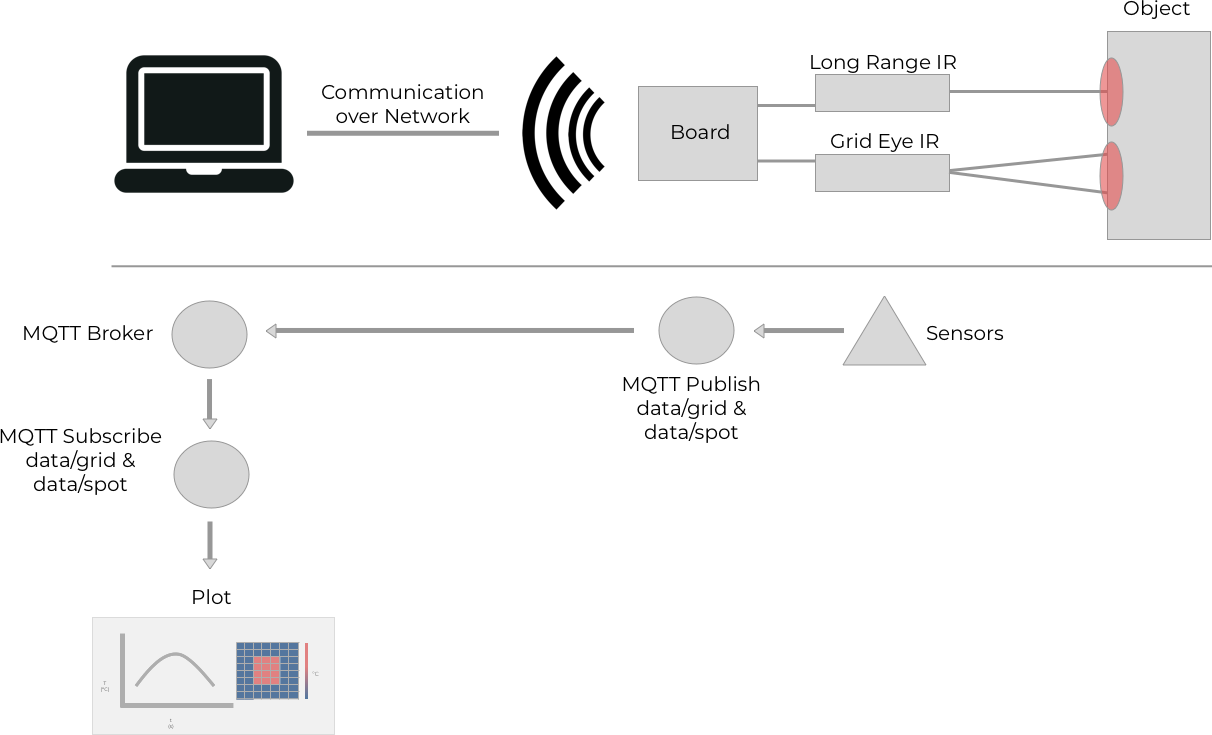 Object
Long Range IR
Communication
over Network
Board
Grid Eye IR
MQTT Broker
Sensors
MQTT Publish
data/grid &
data/spot
MQTT Subscribe
data/grid &
data/spot
Plot
T
(°C)
°C
t
(s)